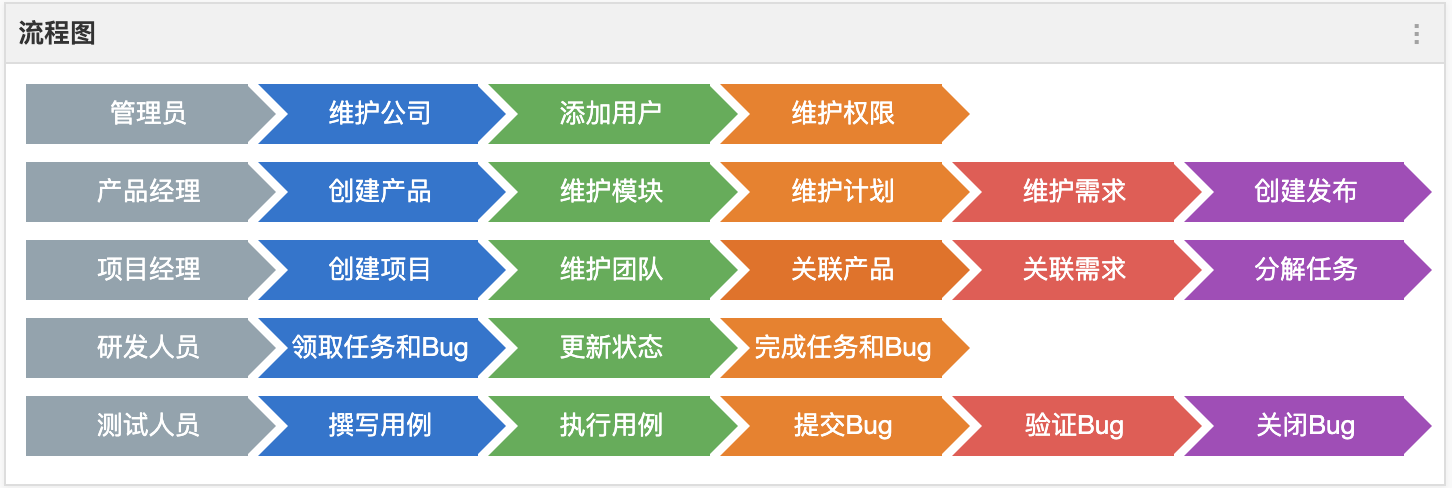 流程图
管理员 维护公司 添加用户 维护权限
产品经理 创建产品 维护模块 维护计划 维护需求 创建发布
项目经理 创建项目 维护团队 关联产品 关联需求 分解任务
研发人员 领取任务和Bug 更新状态 完成任务和Bug
测试人员 撰写用例 执行用例 提交Bug 验证Bug 关闭Bug